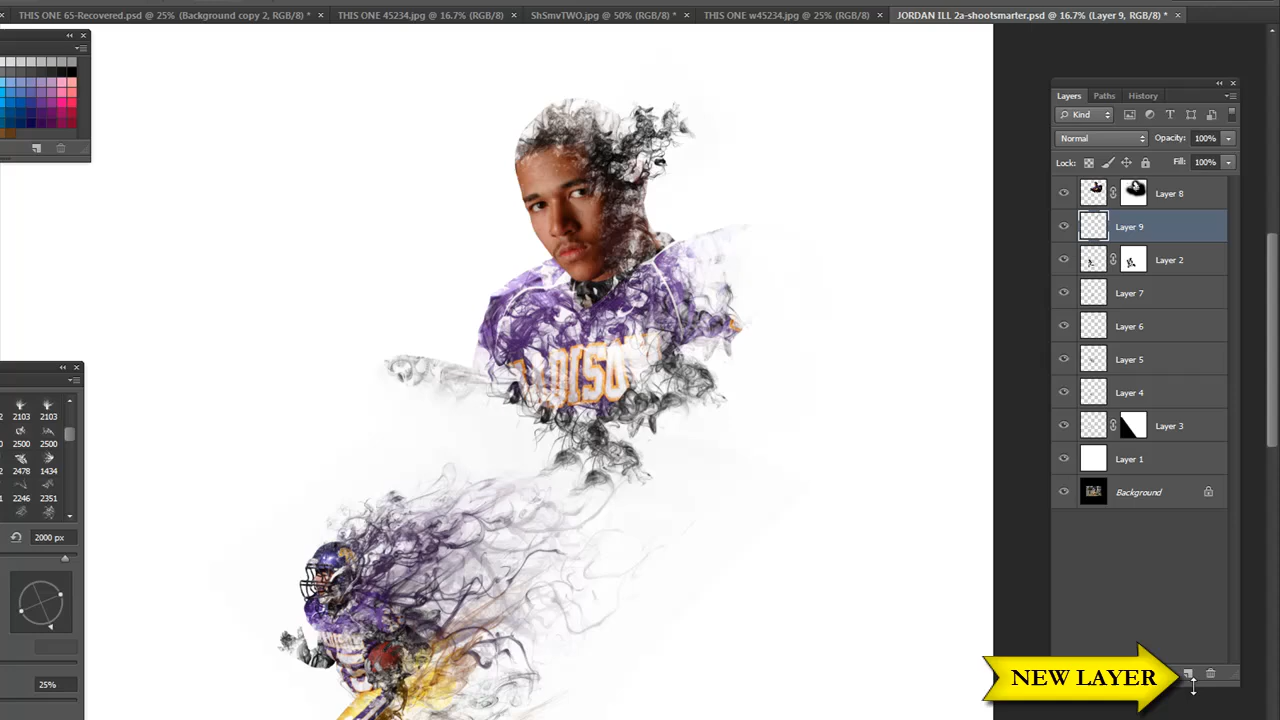 THIS ONE 65-Recovered.psd @ 25% (Background copy 2, RGB/8) * × THIS ONE 45234.jpg @ 16.7% (RGB/8) × ShSmvTWO.jpg @ 50% (RGB/8) * × THIS ONE w45234.jpg @ 25% (RGB/8) × JORDAN ILL 2a-shootsmarter.psd @ 16.7% (Layer 9, RGB/8) * ×
Layers Paths History
Kind
Normal Opacity: 100%
Lock: Fill: 100%
Layer 8
Layer 9
Layer 2
Layer 7
Layer 6
Layer 5
Layer 4
Layer 3
Layer 1
Background
2103 2103
2500 2500
2478 1434
2246 2351
2000 px
25%
NEW LAYER